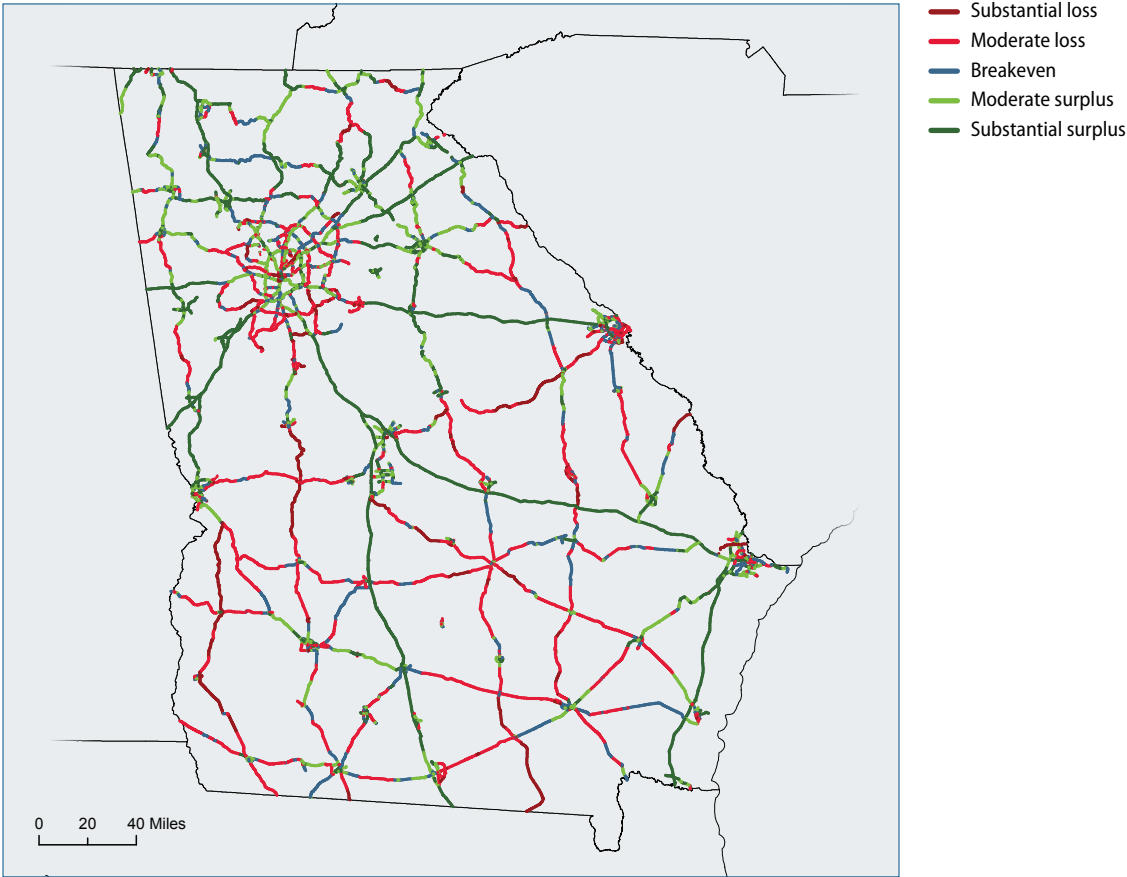 Substantial loss
Moderate loss
Breakeven
Moderate surplus
Substantial surplus
0 20 40 Miles